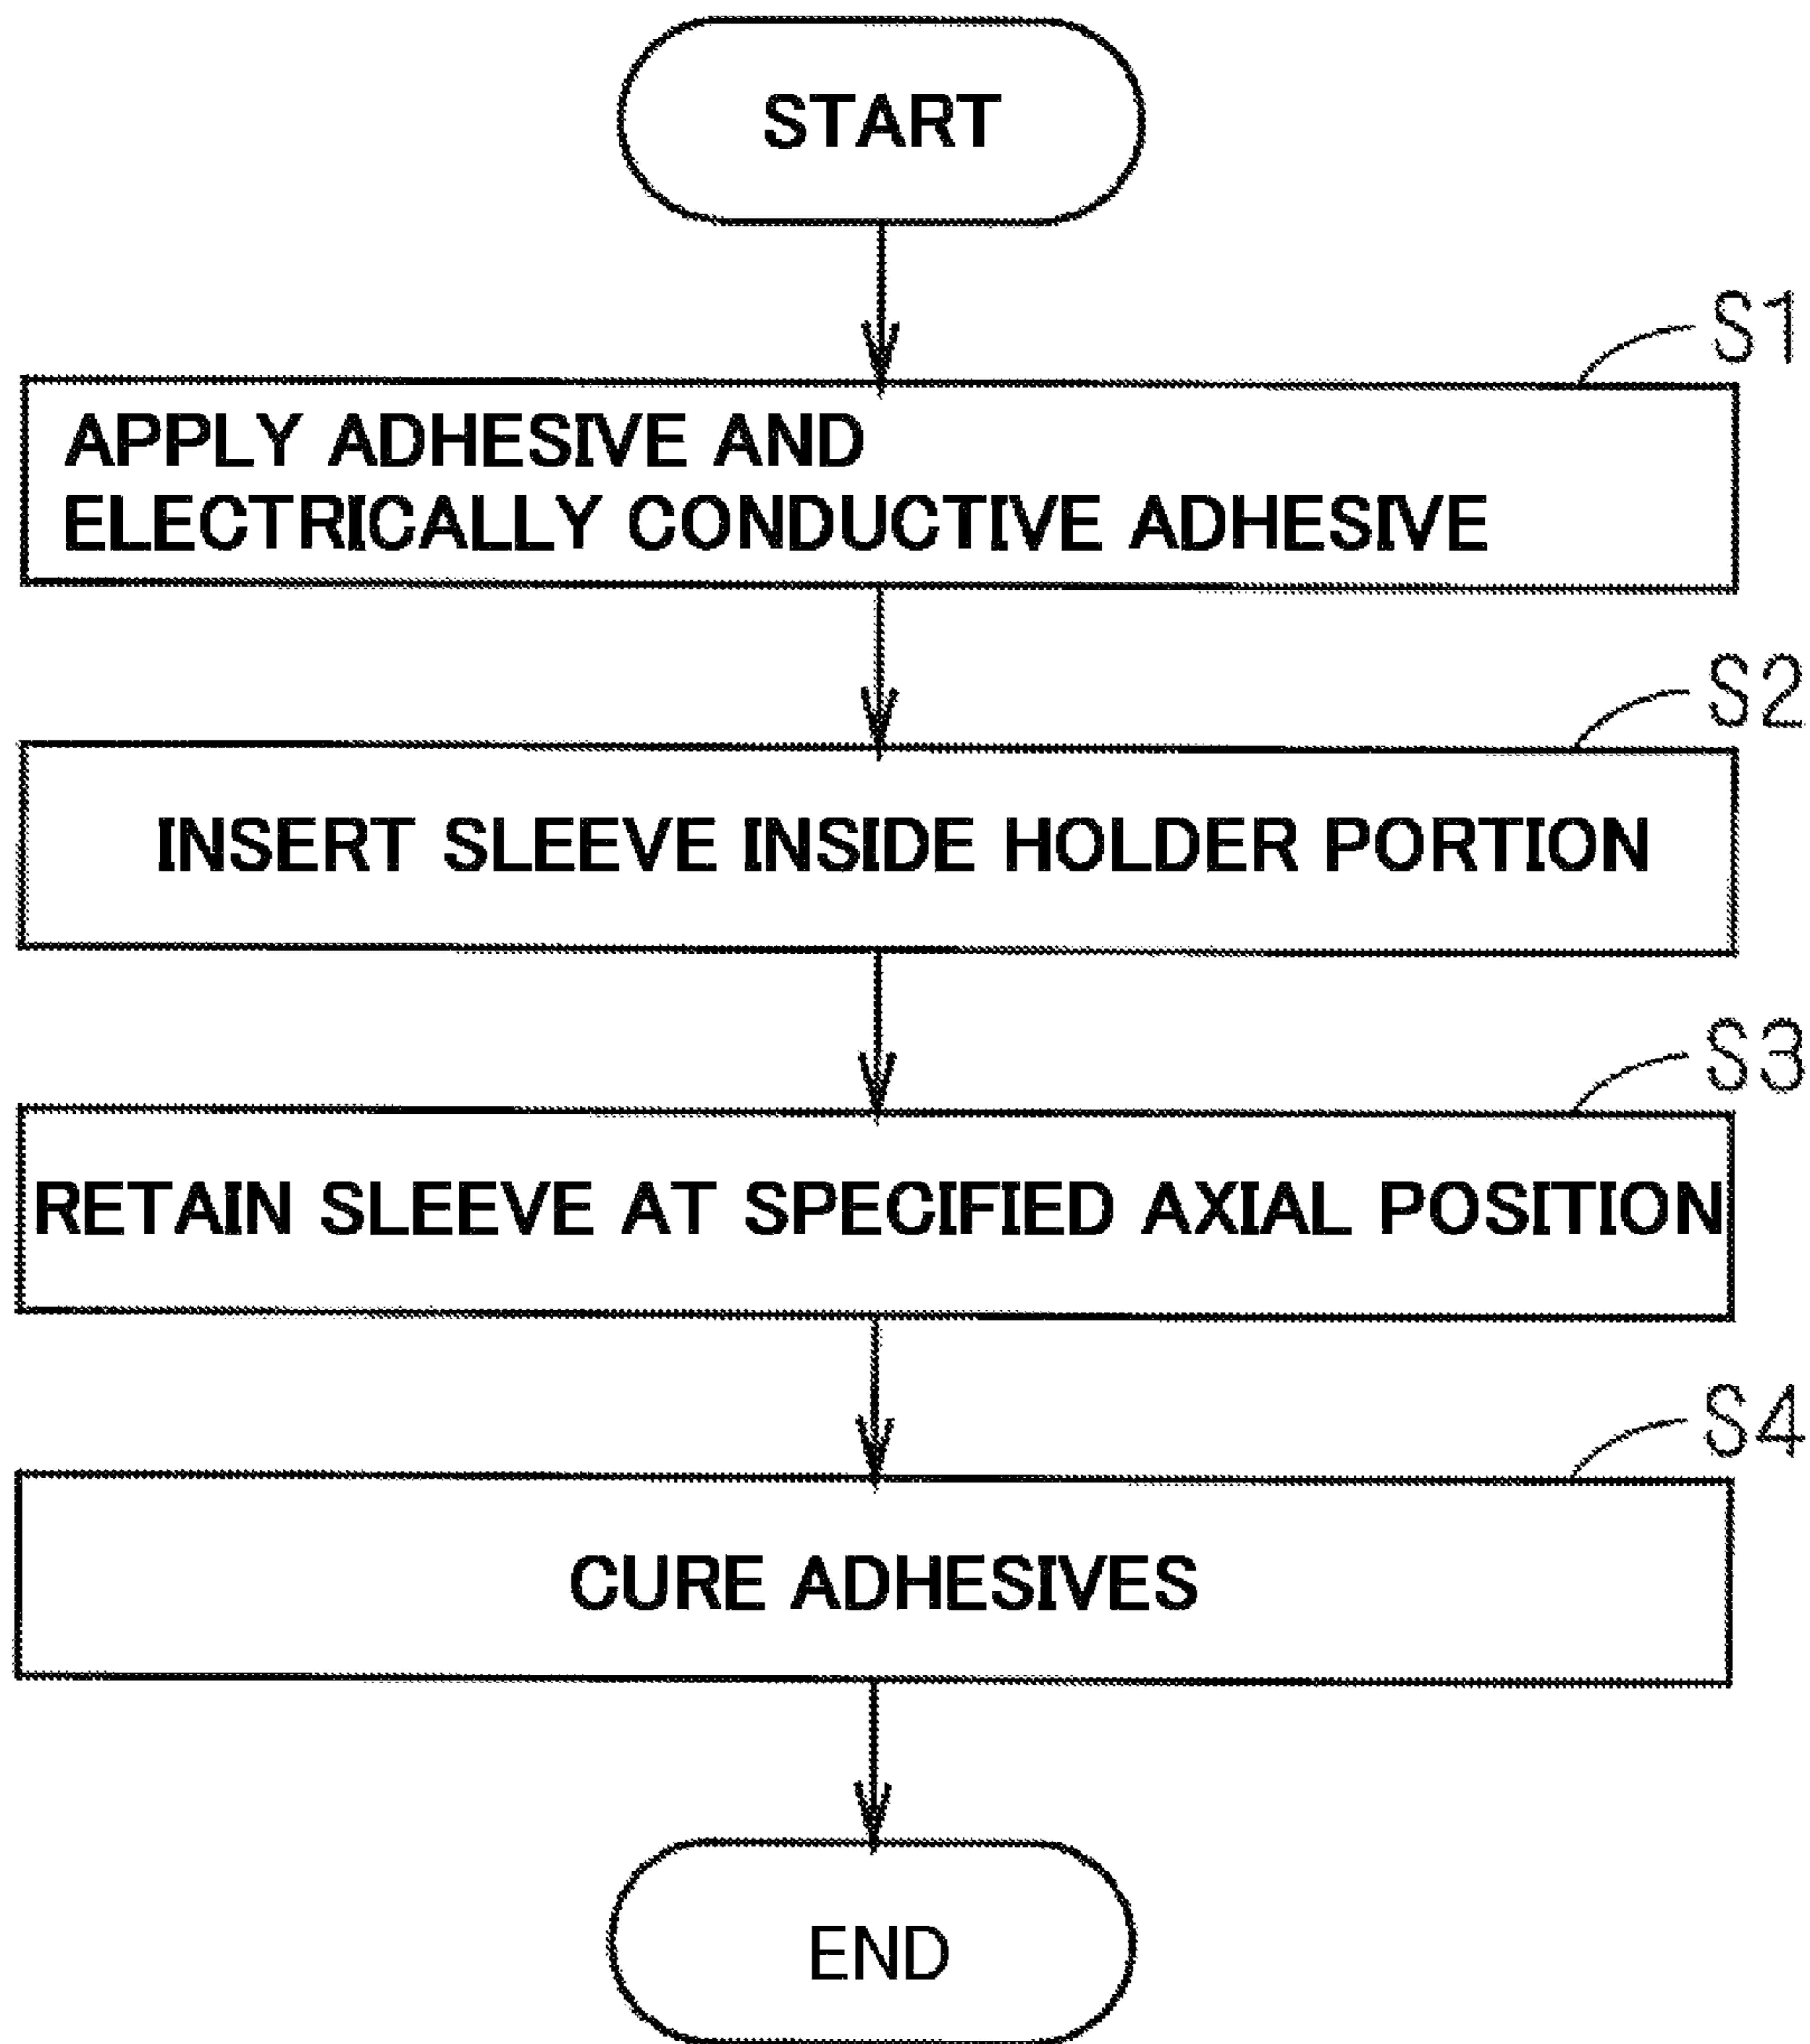 START
S1
APPLY ADHESIVE AND
ELECTRICALLY CONDUCTIVE ADHESIVE
S2
INSERT SLEEVE INSIDE HOLDER PORTION
S3
RETAIN SLEEVE AT SPECIFIED AXIAL POSITION
S4
CURE ADHESIVES
END